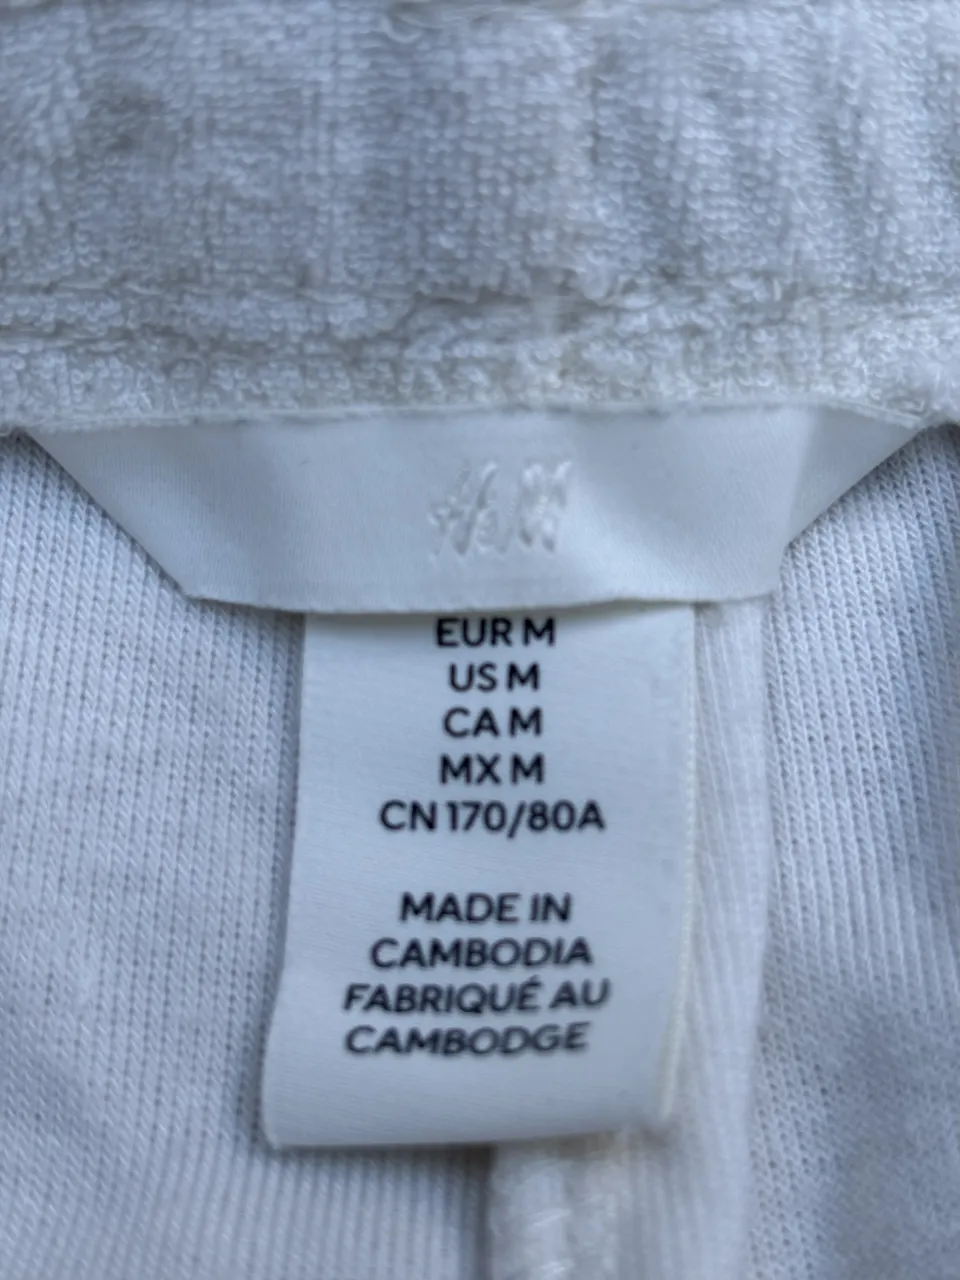 H&M
EUR M
US M
CA M
MX M
CN 170/80A
MADE IN
CAMBODIA
FABRIQUÉ AU
CAMBODGE